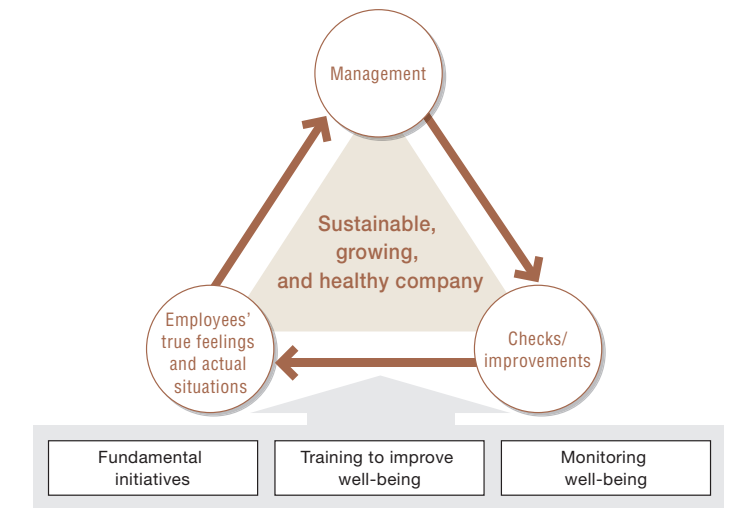 Management
Sustainable,
growing,
and healthy company
Employees’
true feelings
and actual
situations
Checks/
improvements
Fundamental
initiatives
Training to improve
well-being
Monitoring
well-being